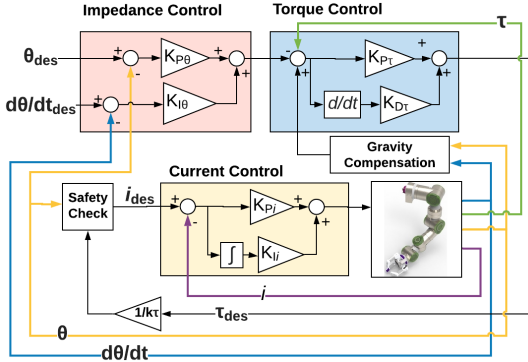 Impedance Control
Torque Control
τ
θdes
+
-
KPθ
+
+
-
+
KPτ
+
+
dθ/dtdes
+
-
KIθ
d/dt
KDτ
Gravity
Compensation
Current Control
Safety
Check
ides
+
-
KPi
+
+
∫
KIi
i
1/kτ
τdes
θ
dθ/dt